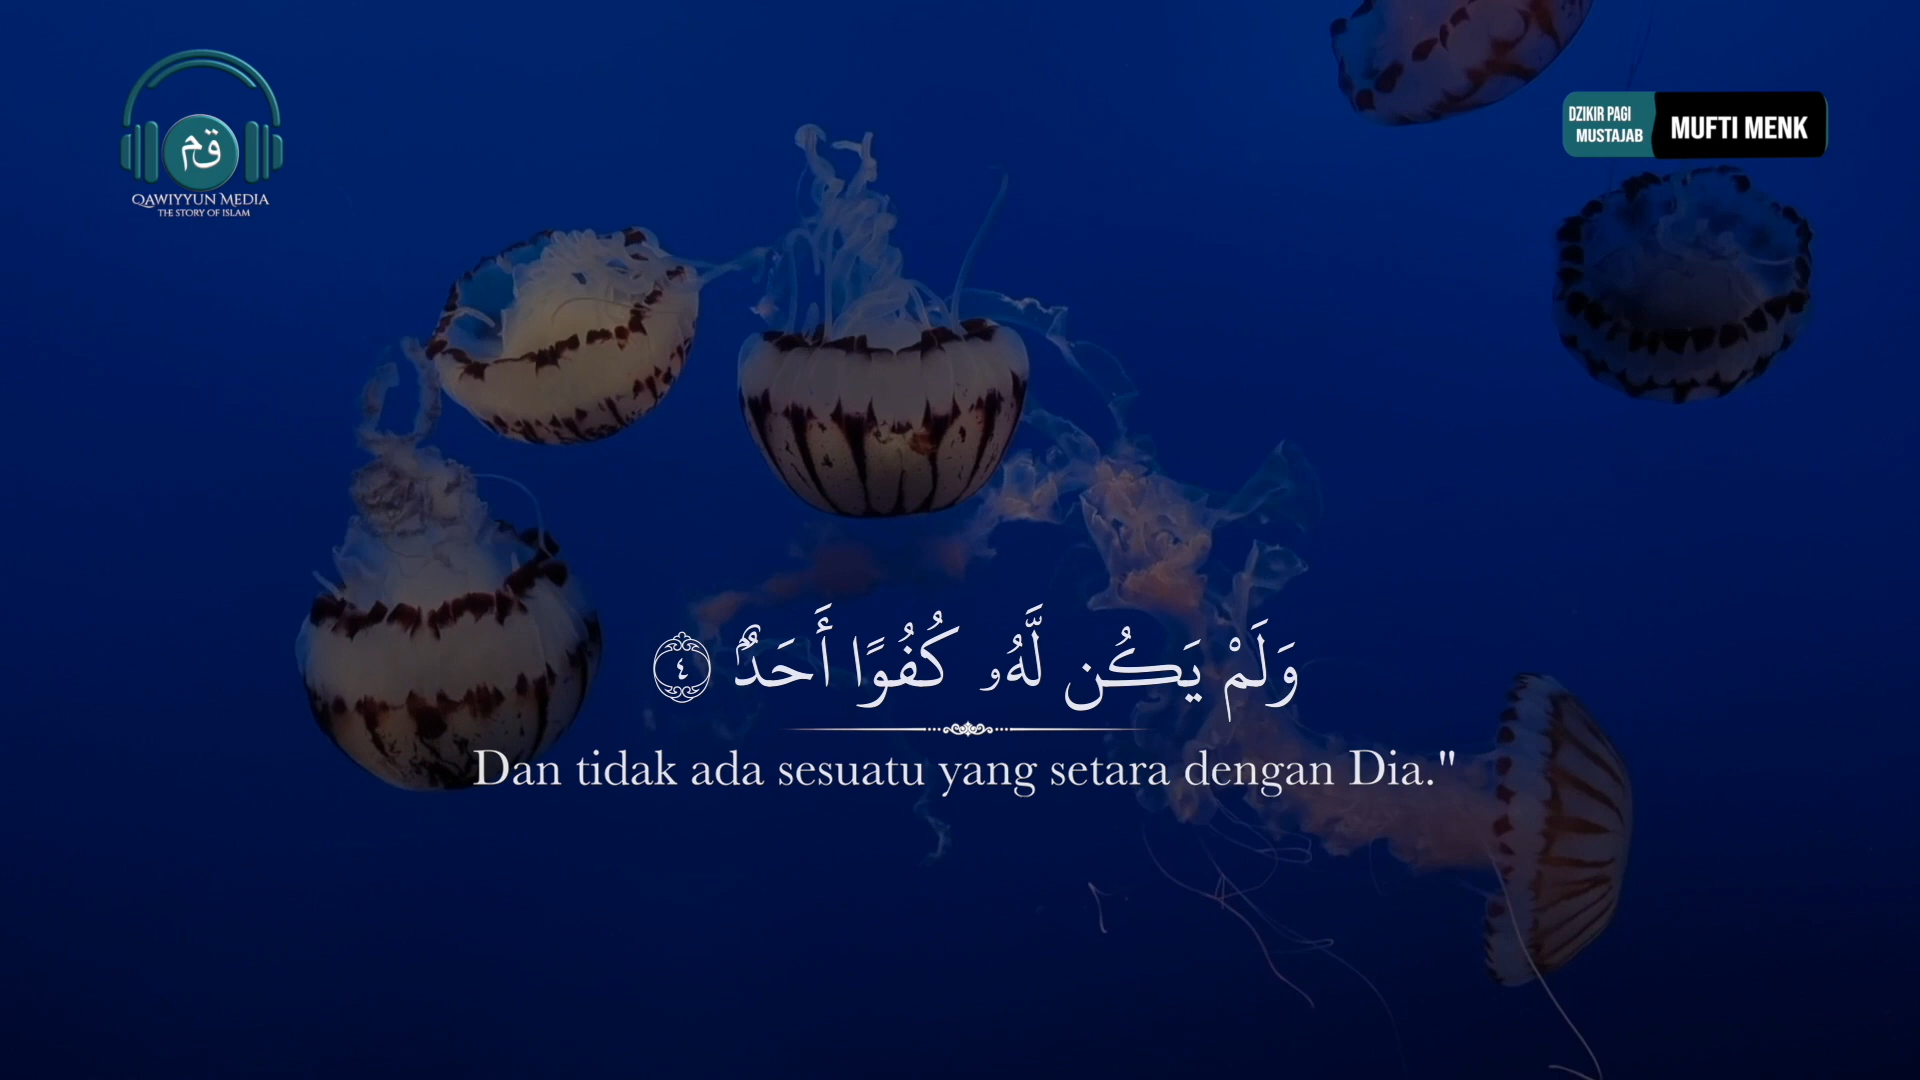 قم
QAWIYYUN MEDIA
THE STORY OF ISLAM
DZIKIR PAGI
MUSTAJAB
MUFTI MENK
وَلَمْ يَكُن لَّهُۥ كُفُوًا أَحَدٌۢ ٤
Dan tidak ada sesuatu yang setara dengan Dia."